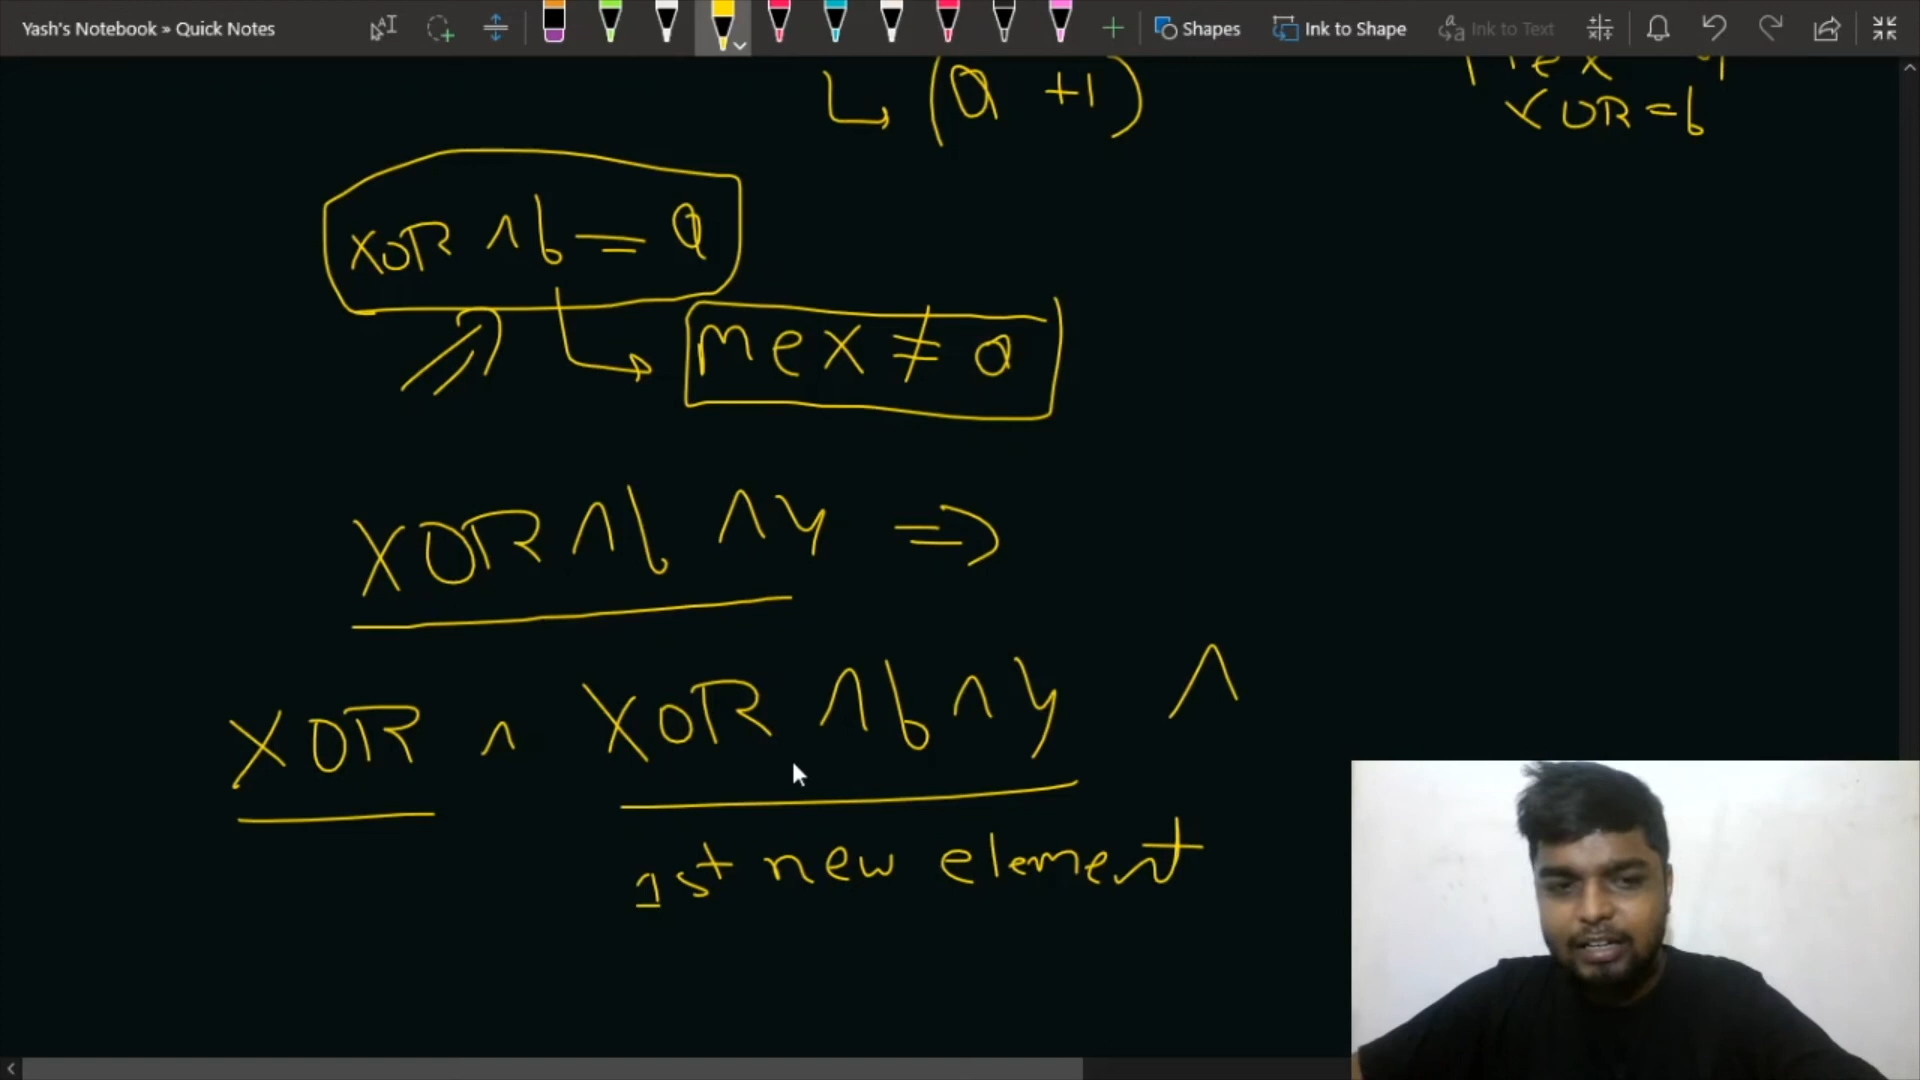 Yash's Notebook » Quick Notes
Shapes
Ink to Shape
Ink to Text
(a +1)
XOR = b
XOR ^ b = a
mex ≠ a
XOR ^ b ^ y ⇒
XOR ^ XOR ^ b ^ y ^
1st new element